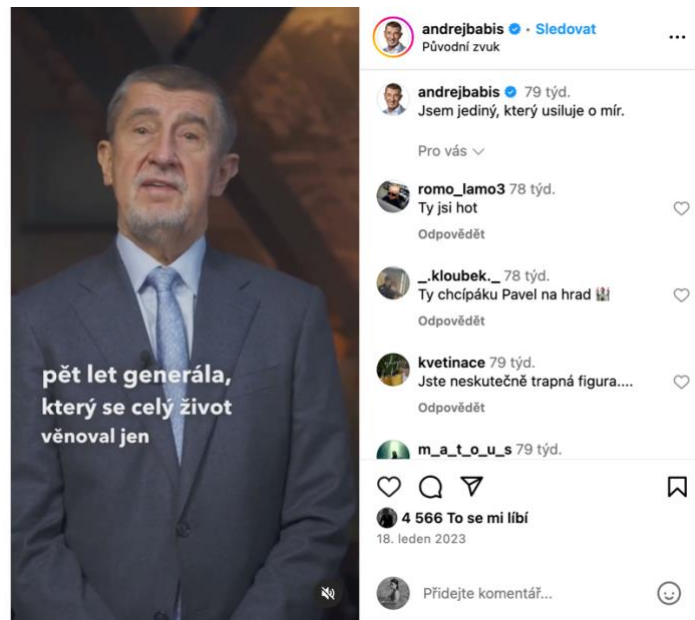 pět let generála,
který se celý život
věnoval jen
andrejbabis · Sledovat
Původní zvuk
andrejbabis 79 týd.
Jsem jediný, který usiluje o mír.
Pro vás
romo_lamo3 78 týd.
Ty jsi hot
Odpovědět
_.kloubek._ 78 týd.
Ty chcípáku Pavel na hrad 🏰
Odpovědět
kvetinace 79 týd.
Jste neskutečně trapná figura....
Odpovědět
m_a_t_o_u_s 79 týd.
4 566 To se mi líbí
18. leden 2023
Přidejte komentář...